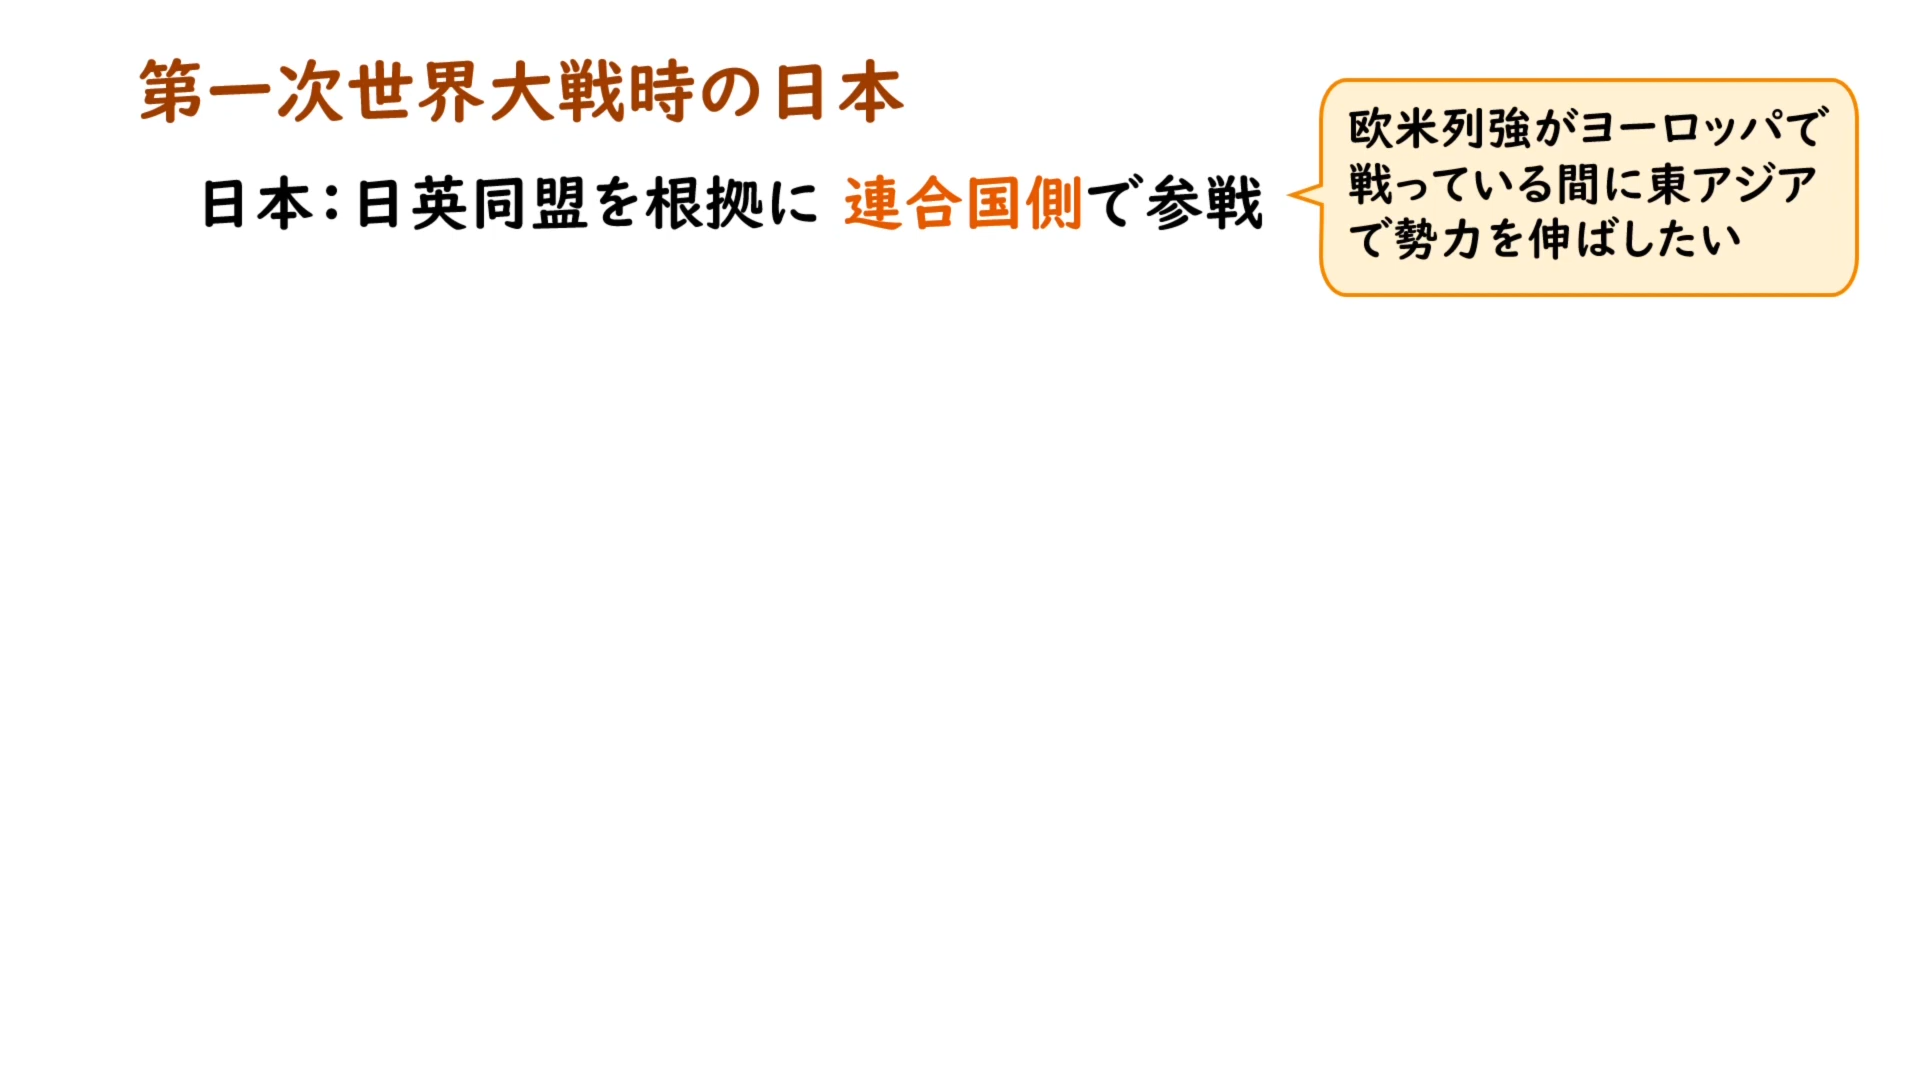 第一次世界大戦時の日本
日本：日英同盟を根拠に 連合国側で参戦
欧米列強がヨーロッパで
戦っている間に東アジア
で勢力を伸ばしたい